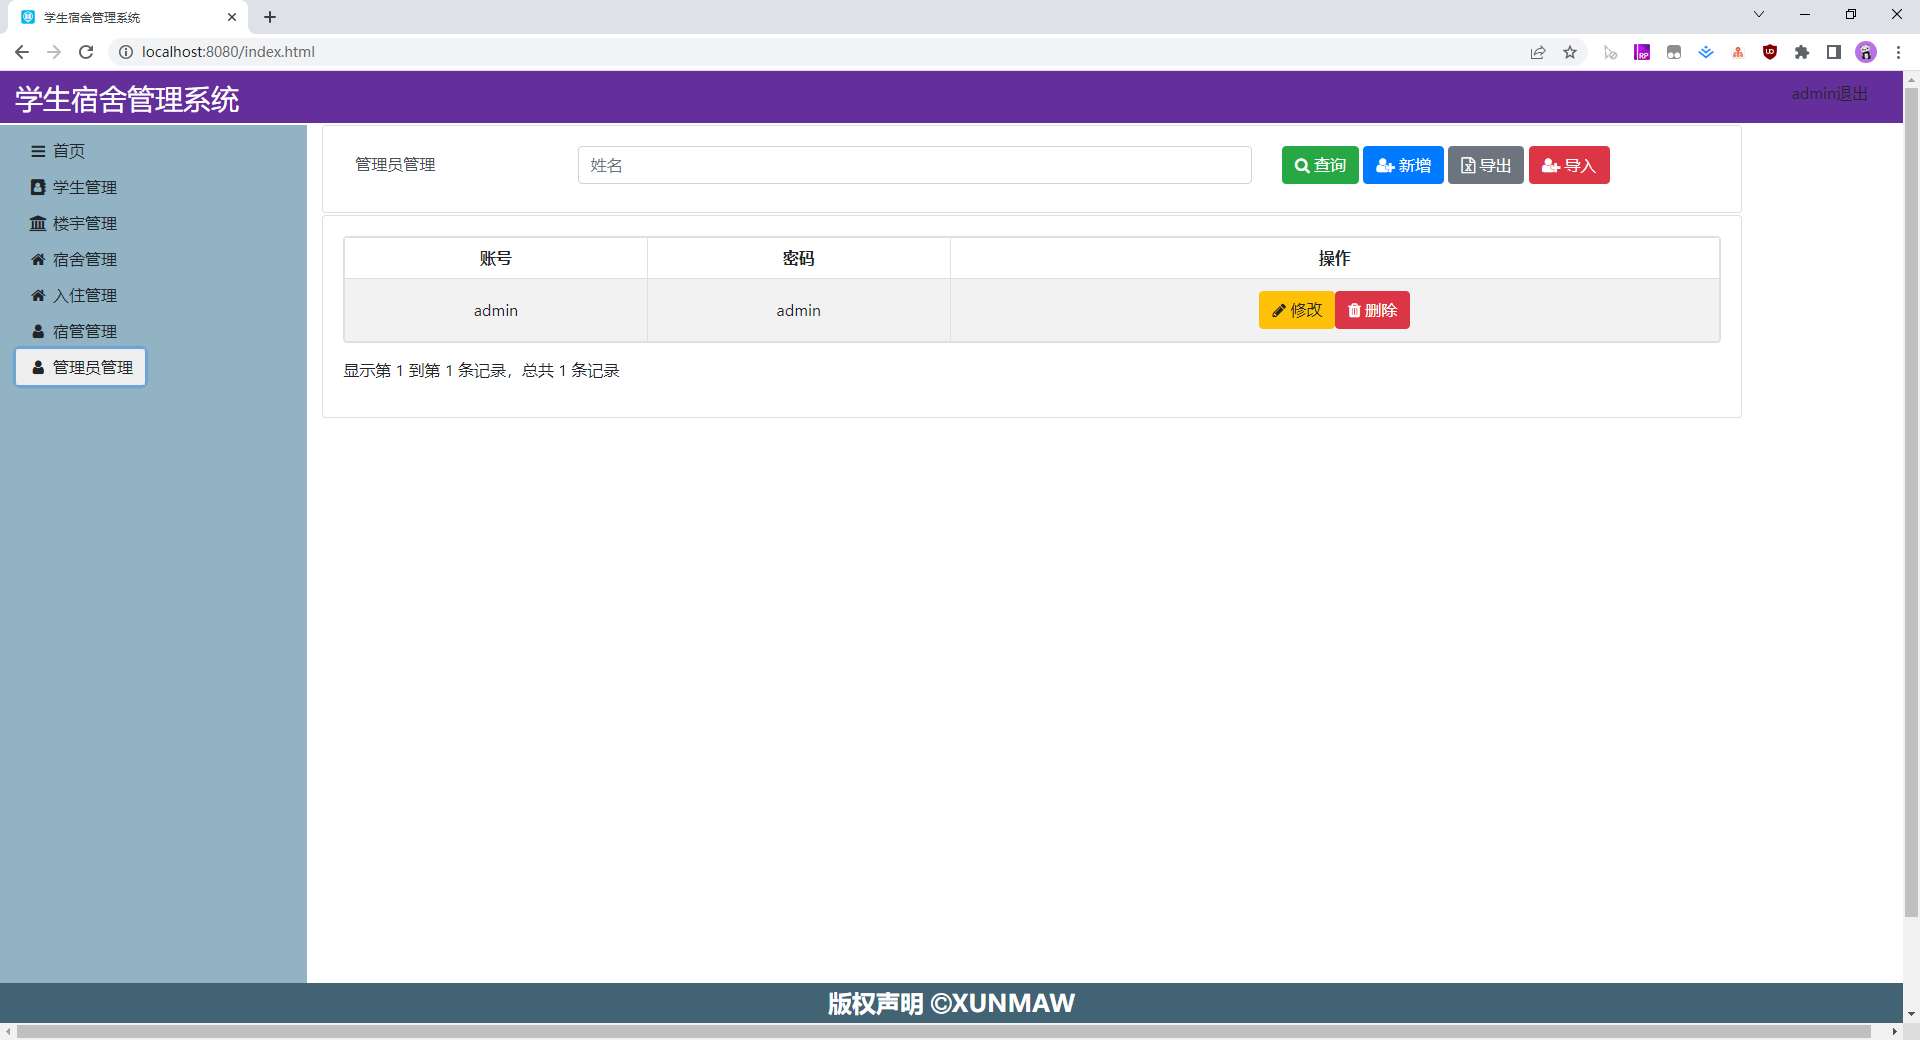 学生宿舍管理系统
localhost:8080/index.html
学生宿舍管理系统
admin退出
首页
学生管理
楼宇管理
宿舍管理
入住管理
宿管管理
管理员管理
管理员管理
姓名
查询 新增 导出 导入
账号 密码 操作
admin admin 修改 删除
显示第 1 到第 1 条记录，总共 1 条记录
版权声明 ©XUNMAW